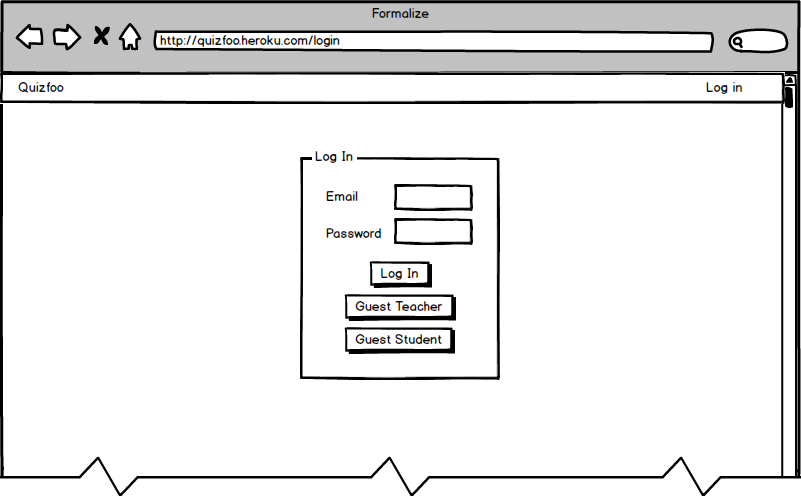 Formalize
http://quizfoo.heroku.com/login
Quizfoo
Log in
Log In
Email
Password
Log In
Guest Teacher
Guest Student